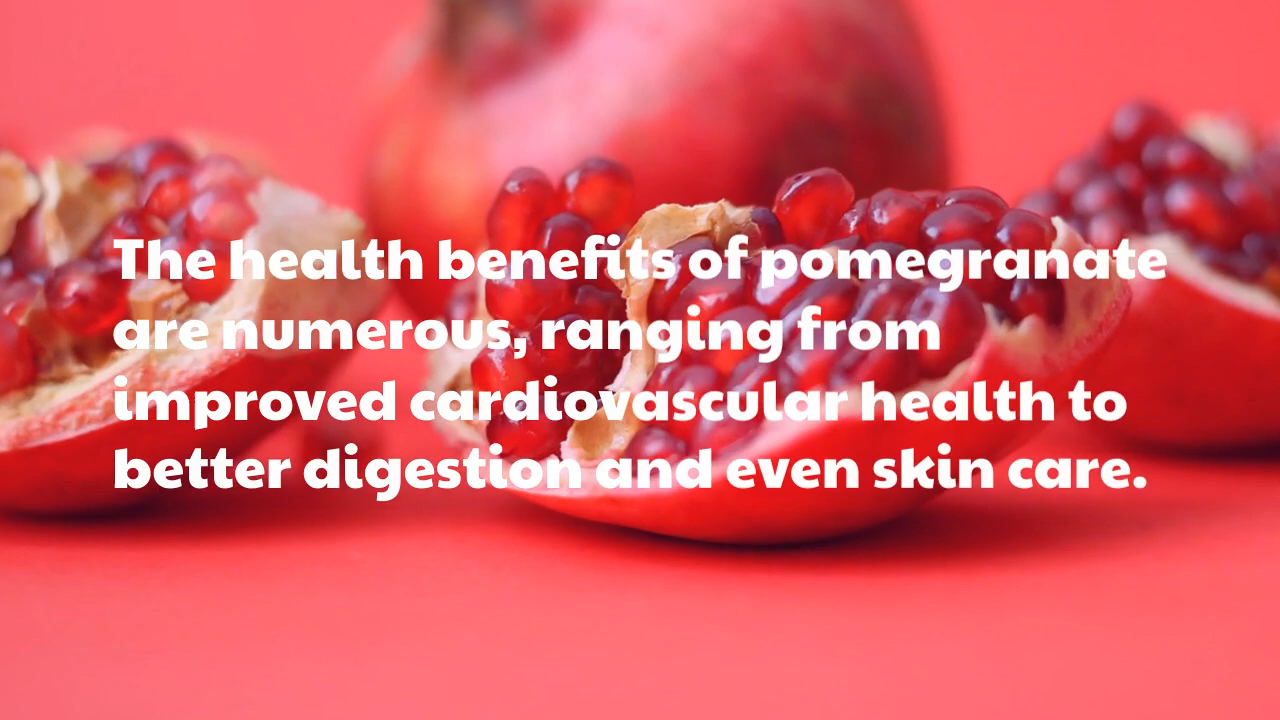 The health benefits of pomegranate
are numerous, ranging from
improved cardiovascular health to
better digestion and even skin care.